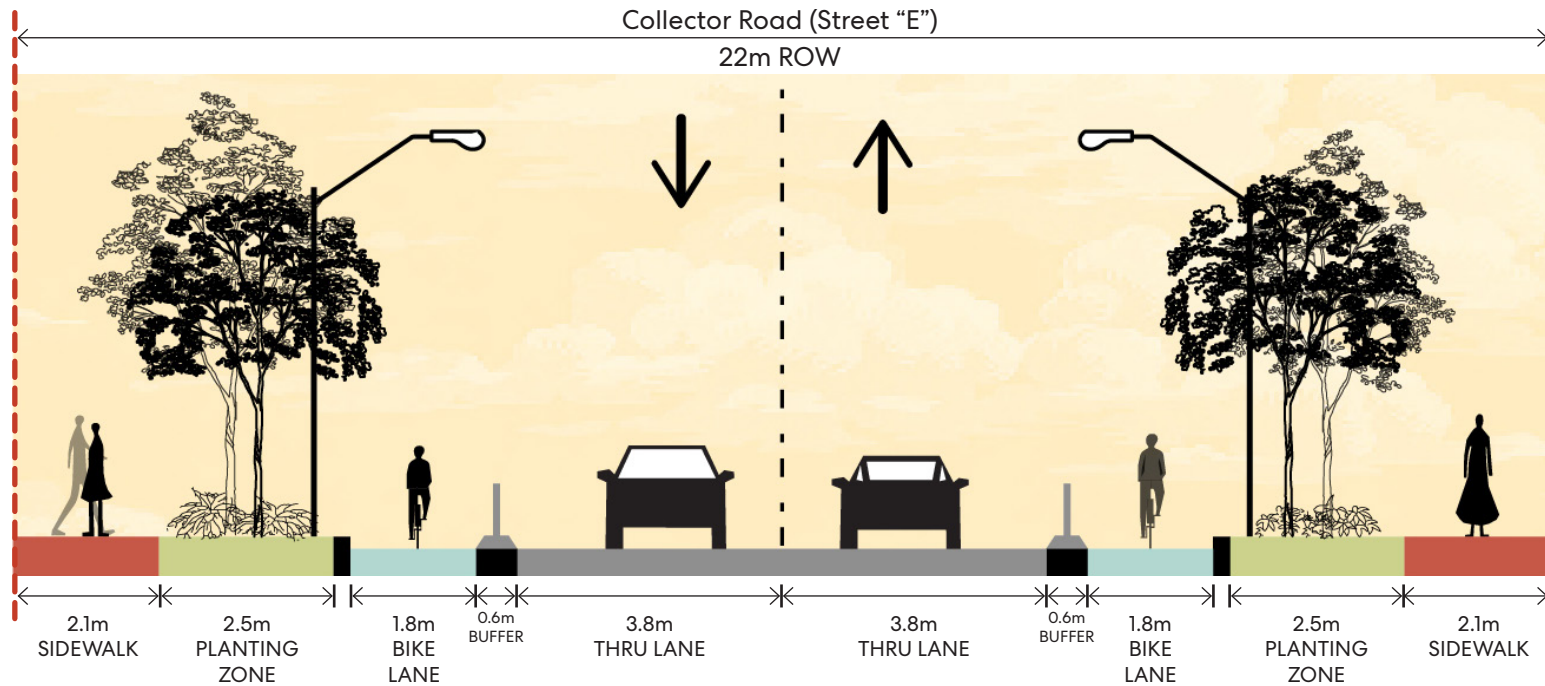 Collector Road (Street “E”)
22m ROW
2.1m
SIDEWALK
2.5m
PLANTING
ZONE
1.8m
BIKE
LANE
0.6m
BUFFER
3.8m
THRU LANE
3.8m
THRU LANE
0.6m
BUFFER
1.8m
BIKE
LANE
2.5m
PLANTING
ZONE
2.1m
SIDEWALK